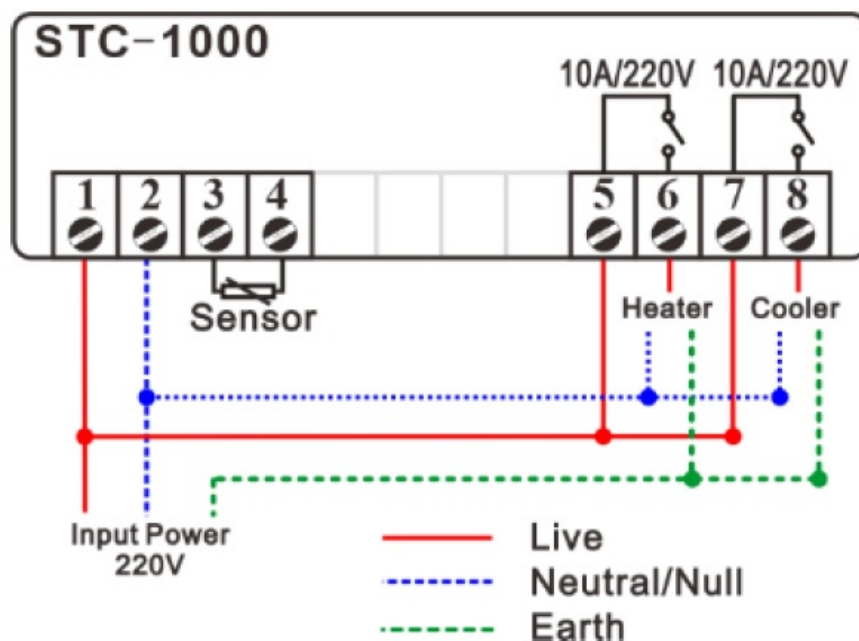 STC-1000
10A/220V 10A/220V
1 2 3 4 5 6 7 8
Sensor
Heater Cooler
Input Power
220V
Live
Neutral/Null
Earth